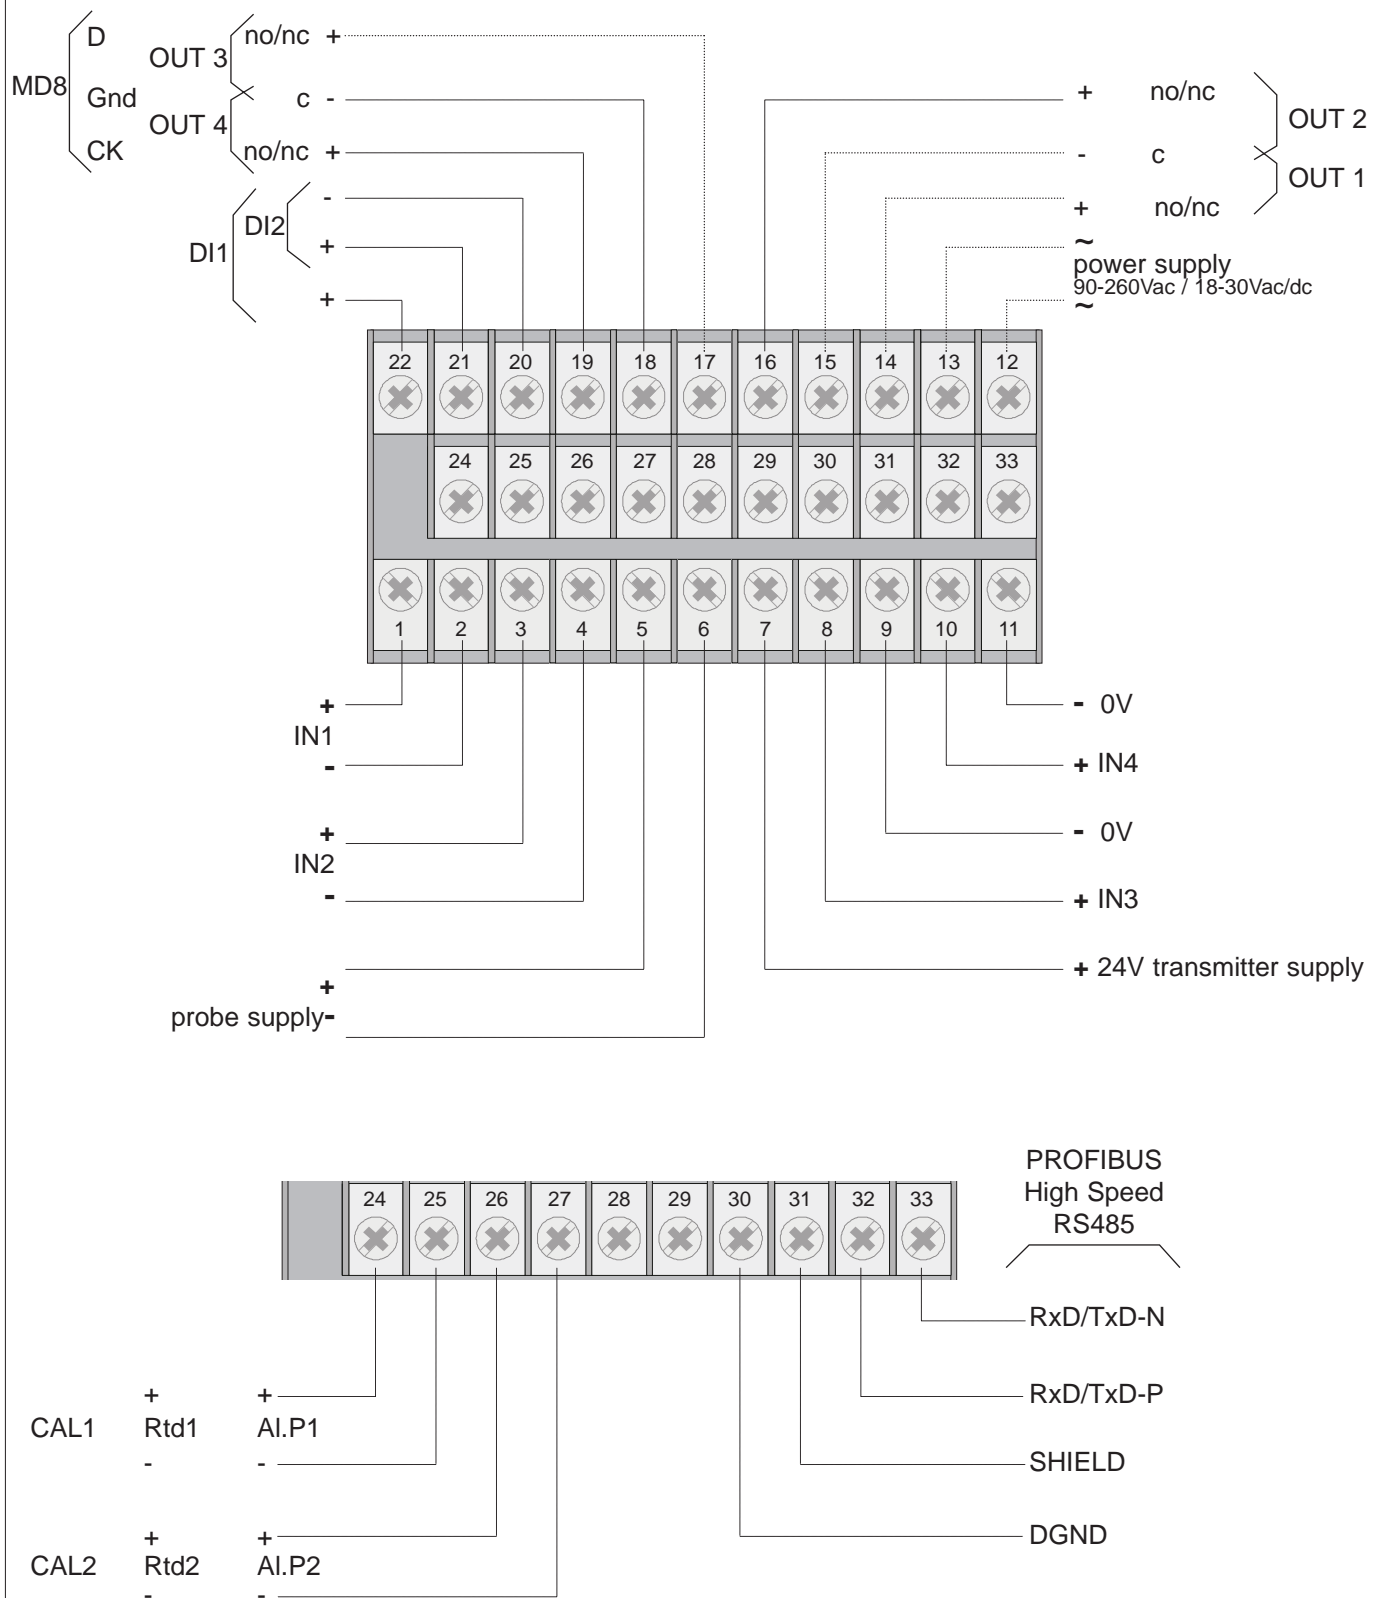 D
OUT 3
no/nc +
MD8
Gnd
c -
OUT 4
CK
no/nc +
-
DI2
DI1
+
+
+ no/nc
OUT 2
- c
OUT 1
+ no/nc
~
power supply
90-260Vac / 18-30Vac/dc
~
22 21 20 19 18 17 16 15 14 13 12
24 25 26 27 28 29 30 31 32 33
1 2 3 4 5 6 7 8 9 10 11
+
IN1
-
+
IN2
-
+
probe supply-
- 0V
+ IN4
- 0V
+ IN3
+ 24V transmitter supply
PROFIBUS
High Speed
RS485
24 25 26 27 28 29 30 31 32 33
RxD/TxD-N
RxD/TxD-P
SHIELD
DGND
+ +
CAL1 Rtd1 Al.P1
- -
+ +
CAL2 Rtd2 Al.P2
- -